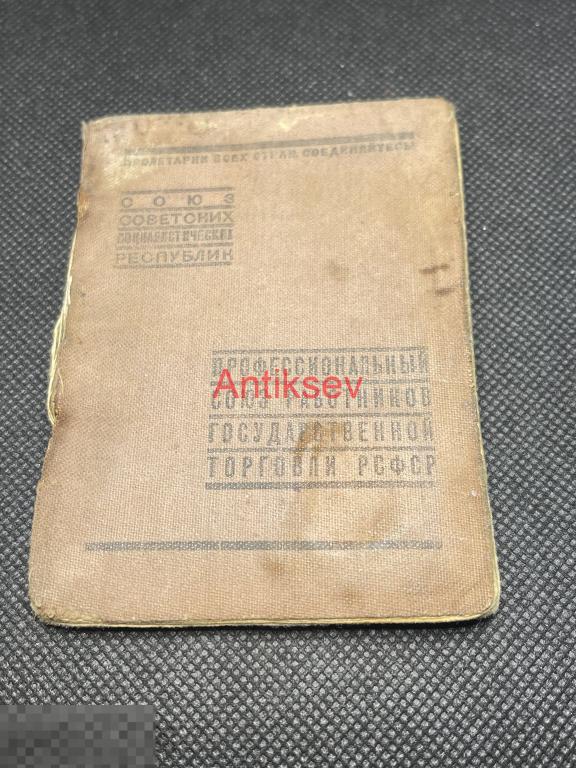 ПРОЛЕТАРИИ ВСЕХ СТРАН, СОЕДИНЯЙТЕСЬ!
СОЮЗ
СОВЕТСКИХ
СОЦИАЛИСТИЧЕСКИХ
РЕСПУБЛИК
ПРОФЕССИОНАЛЬНЫЙ
Antiksev
СОЮЗ РАБОТНИКОВ
ГОСУДАРСТВЕННОЙ
ТОРГОВЛИ РСФСР